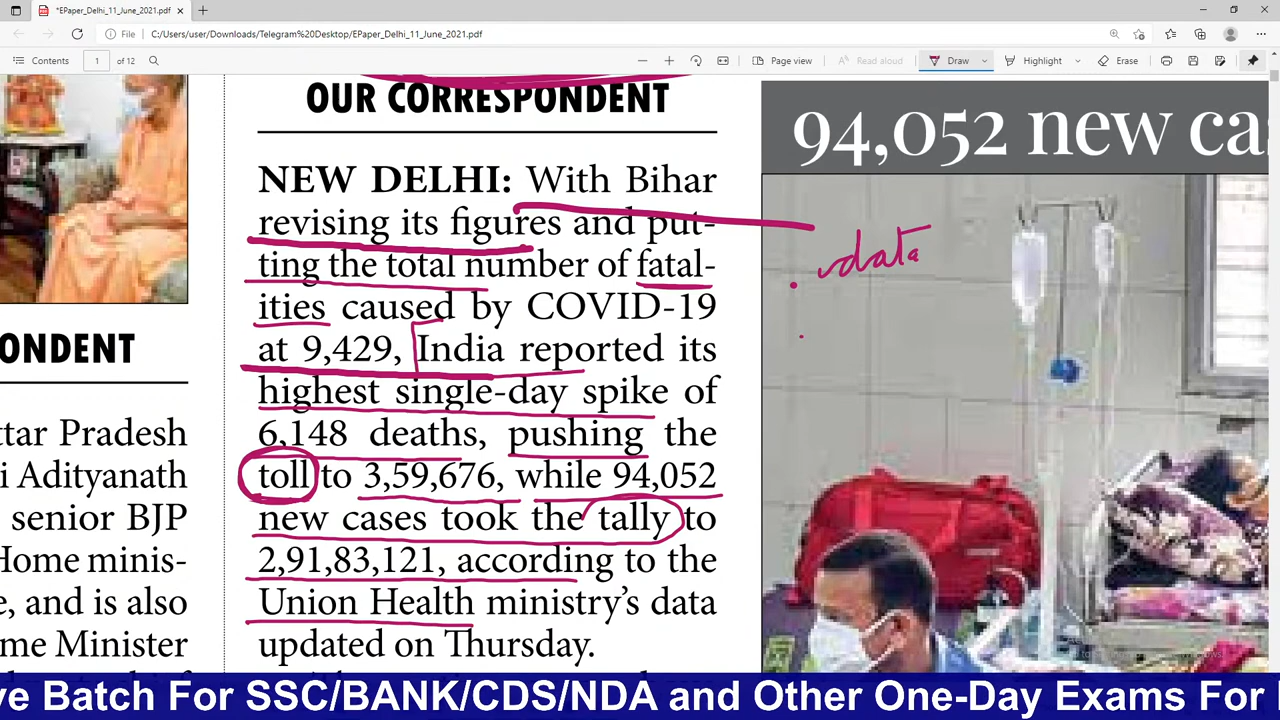 *EPaper_Delhi_11_June_2021.pdf
File
C:/Users/user/Downloads/Telegram%20Desktop/EPaper_Delhi_11_June_2021.pdf
Contents
1 of 12
Page view
Read aloud
Draw
Highlight
Erase
ONDENT
ttar Pradesh
i Adityanath
senior BJP
Home minis-
e, and is also
me Minister
OUR CORRESPONDENT
NEW DELHI: With Bihar
revising its figures and put-
ting the total number of fatal-
ities caused by COVID-19
at 9,429, India reported its
highest single-day spike of
6,148 deaths, pushing the
toll to 3,59,676, while 94,052
new cases took the tally to
2,91,83,121, according to the
Union Health ministry's data
updated on Thursday.
94,052 new ca
data
ve Batch For SSC/BANK/CDS/NDA and Other One-Day Exams For